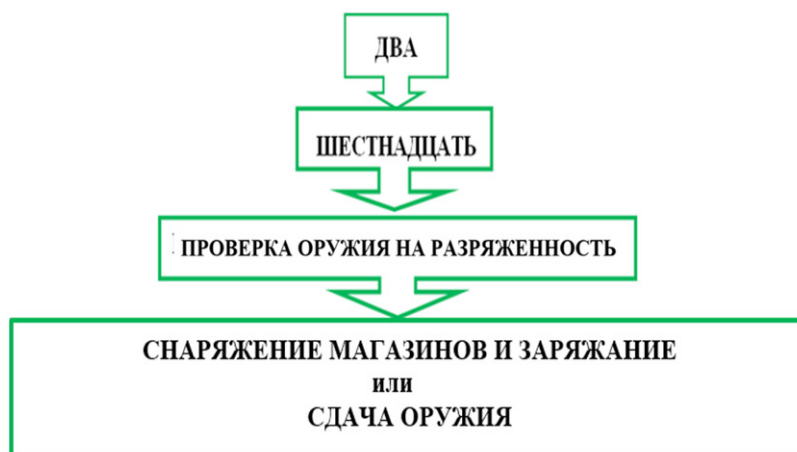 ДВА
ШЕСТНАДЦАТЬ
ПРОВЕРКА ОРУЖИЯ НА РАЗРЯЖЕННОСТЬ
СНАРЯЖЕНИЕ МАГАЗИНОВ И ЗАРЯЖАНИЕ
или
СДАЧА ОРУЖИЯ